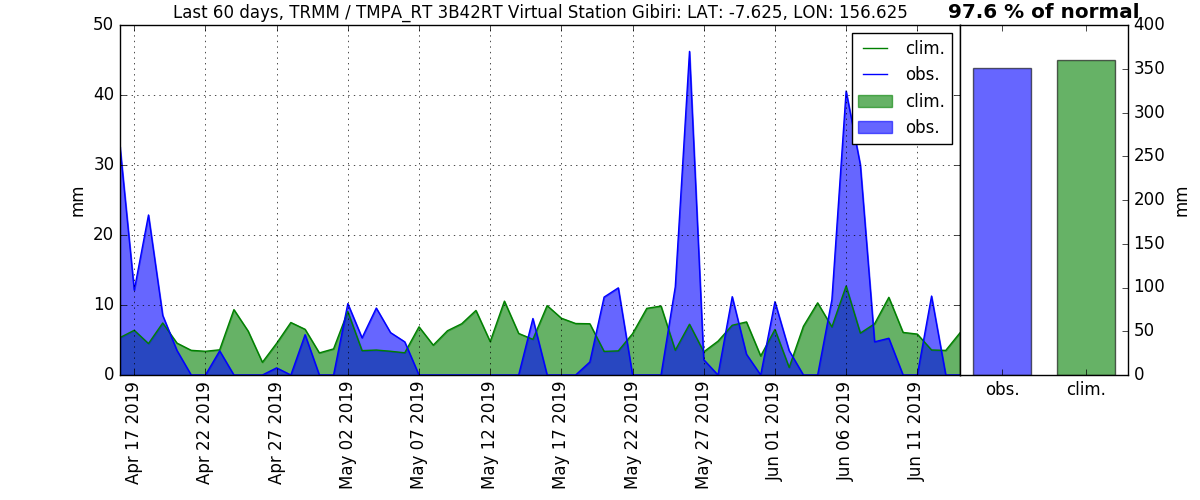 Last 60 days, TRMM / TMPA_RT 3B42RT Virtual Station Gibiri: LAT: -7.625, LON: 156.625
97.6 % of normal
50
40
30
20
10
0
mm
clim.
obs.
clim.
obs.
400
350
300
250
200
150
100
50
0
mm
obs.
clim.
Apr 17 2019
Apr 22 2019
Apr 27 2019
May 02 2019
May 07 2019
May 12 2019
May 17 2019
May 22 2019
May 27 2019
Jun 01 2019
Jun 06 2019
Jun 11 2019